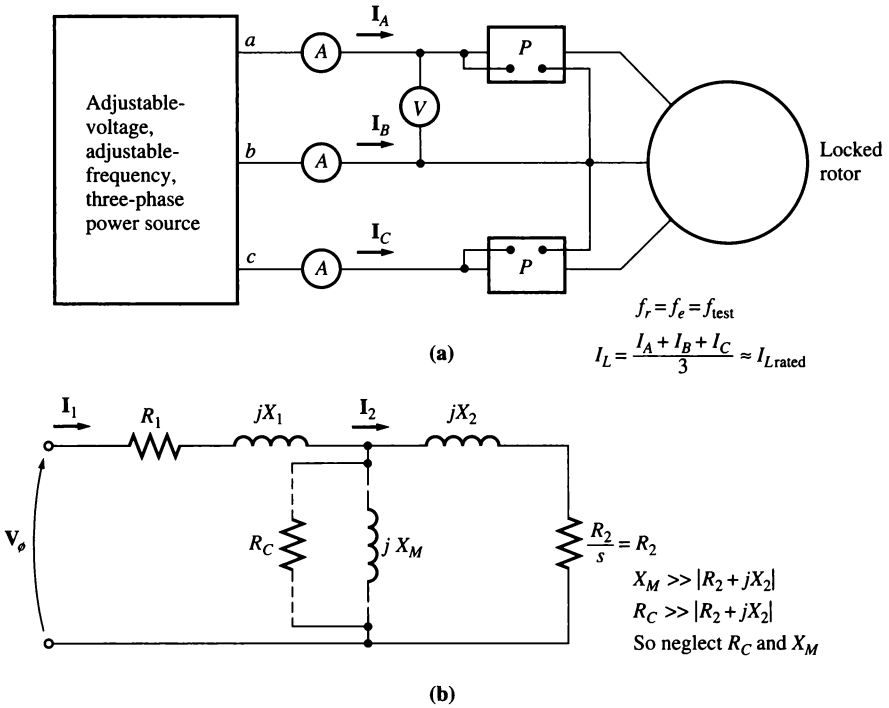 I_A
a
A
P
Adjustable-
voltage,
adjustable-
frequency,
three-phase
power source
V
I_B
b
A
Locked
rotor
I_C
c
A
P
f_r = f_e = f_test
(a)
I_L = (I_A + I_B + I_C)/3 ≈ I_L rated
I_1
R_1
jX_1
I_2
jX_2
V_ø
R_C
j X_M
R_2/s = R_2
X_M >> |R_2 + jX_2|
R_C >> |R_2 + jX_2|
So neglect R_C and X_M
(b)